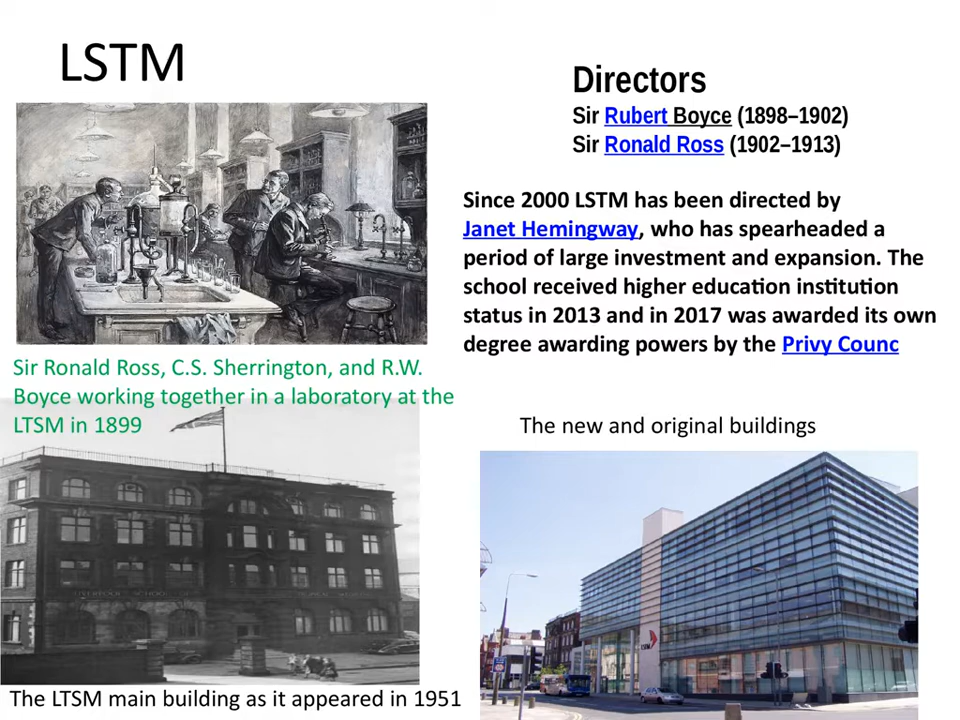 LSTM
Directors
Sir Rubert Boyce (1898–1902)
Sir Ronald Ross (1902–1913)
Since 2000 LSTM has been directed by
Janet Hemingway, who has spearheaded a
period of large investment and expansion. The
school received higher education institution
status in 2013 and in 2017 was awarded its own
degree awarding powers by the Privy Counc
Sir Ronald Ross, C.S. Sherrington, and R.W.
Boyce working together in a laboratory at the
LTSM in 1899
The new and original buildings
LIVERPOOL SCHOOL OF
LSTM
The LTSM main building as it appeared in 1951